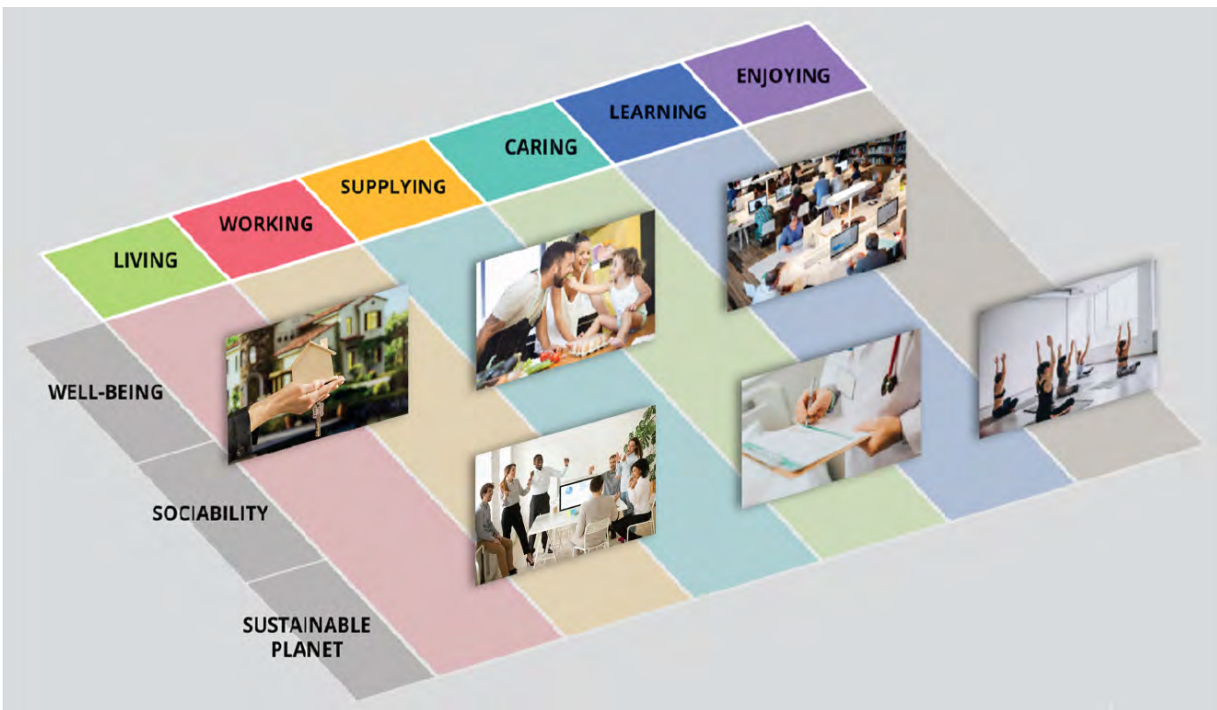 LIVING
WORKING
SUPPLYING
CARING
LEARNING
ENJOYING
WELL-BEING
SOCIABILITY
SUSTAINABLE
PLANET